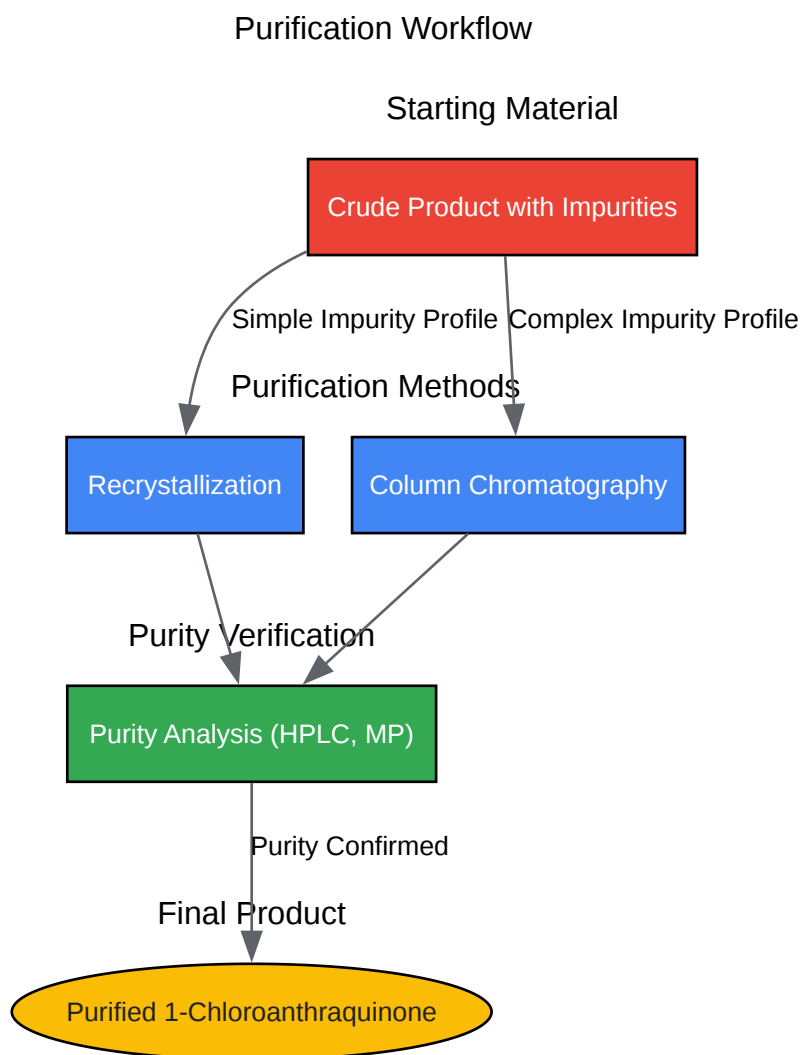 Purification Workflow
Starting Material
Crude Product with Impurities
Simple Impurity Profile
Complex Impurity Profile
Purification Methods
Recrystallization
Column Chromatography
Purity Verification
Purity Analysis (HPLC, MP)
Purity Confirmed
Final Product
Purified 1-Chloroanthraquinone